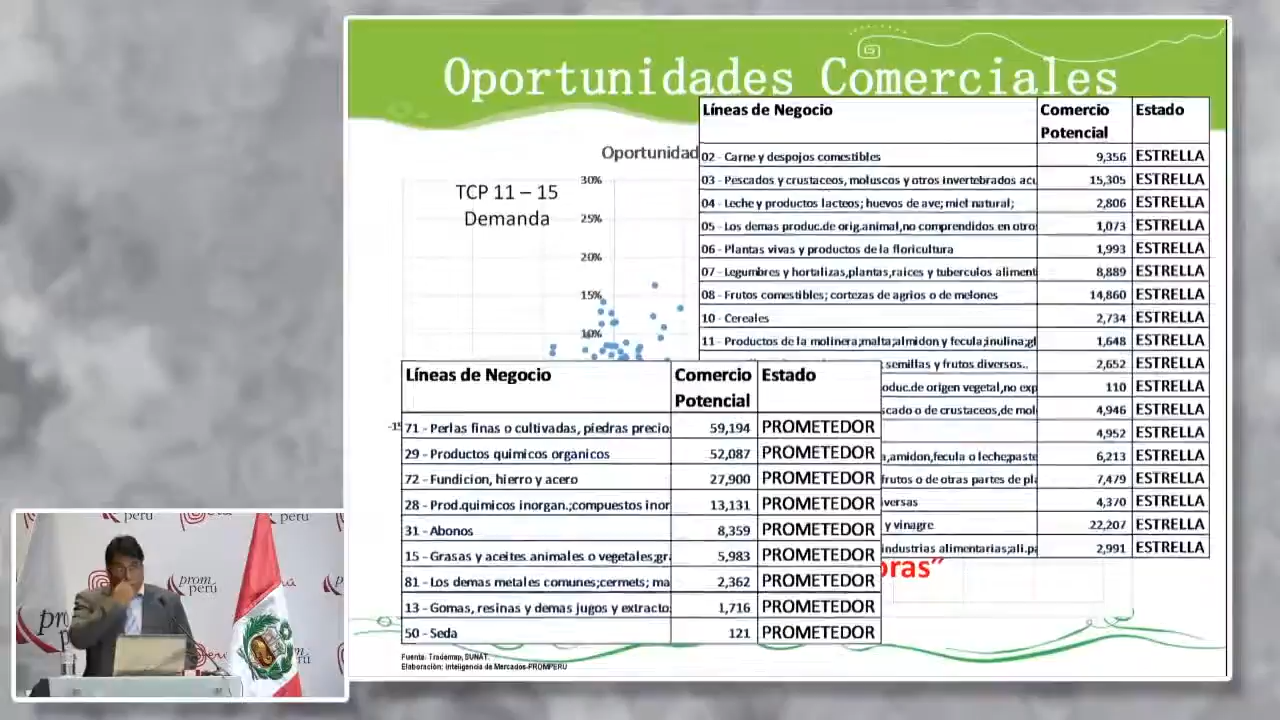 Oportunidades Comerciales
Oportunidad
TCP 11 – 15
Demanda
30%
25%
20%
15%
10%
Líneas de Negocio Comercio Potencial Estado
02 - Carne y despojos comestibles 9,356 ESTRELLA
03 - Pescados y crustaceos, moluscos y otros invertebrados acu 15,305 ESTRELLA
04 - Leche y productos lacteos; huevos de ave; miel natural; 2,806 ESTRELLA
05 - Los demas produc.de orig.animal,no comprendidos en otro 1,073 ESTRELLA
06 - Plantas vivas y productos de la floricultura 1,993 ESTRELLA
07 - Legumbres y hortalizas,plantas,raices y tuberculos aliment 8,889 ESTRELLA
08 - Frutos comestibles; cortezas de agrios o de melones 14,860 ESTRELLA
10 - Cereales 2,734 ESTRELLA
11 - Productos de la molinera;malta;almidon y fecula;inulina;gl 1,648 ESTRELLA
semillas y frutos diversos.. 2,652 ESTRELLA
oduc.de origen vegetal,no exp 110 ESTRELLA
scado o de crustaceos,de mol 4,946 ESTRELLA
4,952 ESTRELLA
a,amidon,fecula o leche;paste 6,213 ESTRELLA
frutos o de otras partes de pla 7,479 ESTRELLA
versas 4,370 ESTRELLA
y vinagre 22,207 ESTRELLA
industrias alimentarias;ali.pa 2,991 ESTRELLA
oras”
Líneas de Negocio Comercio Potencial Estado
-15
71 - Perlas finas o cultivadas, piedras precio 59,194 PROMETEDOR
29 - Productos quimicos organicos 52,087 PROMETEDOR
72 - Fundicion, hierro y acero 27,900 PROMETEDOR
28 - Prod.quimicos inorgan.;compuestos inor 13,131 PROMETEDOR
31 - Abonos 8,359 PROMETEDOR
15 - Grasas y aceites animales o vegetales;gra 5,983 PROMETEDOR
81 - Los demas metales comunes;cermets; ma 2,362 PROMETEDOR
13 - Gomas, resinas y demas jugos y extracto 1,716 PROMETEDOR
50 - Seda 121 PROMETEDOR
Fuente: Trademap, SUNAT
Elaboración: Inteligencia de Mercados-PROMPERU
prom
perú